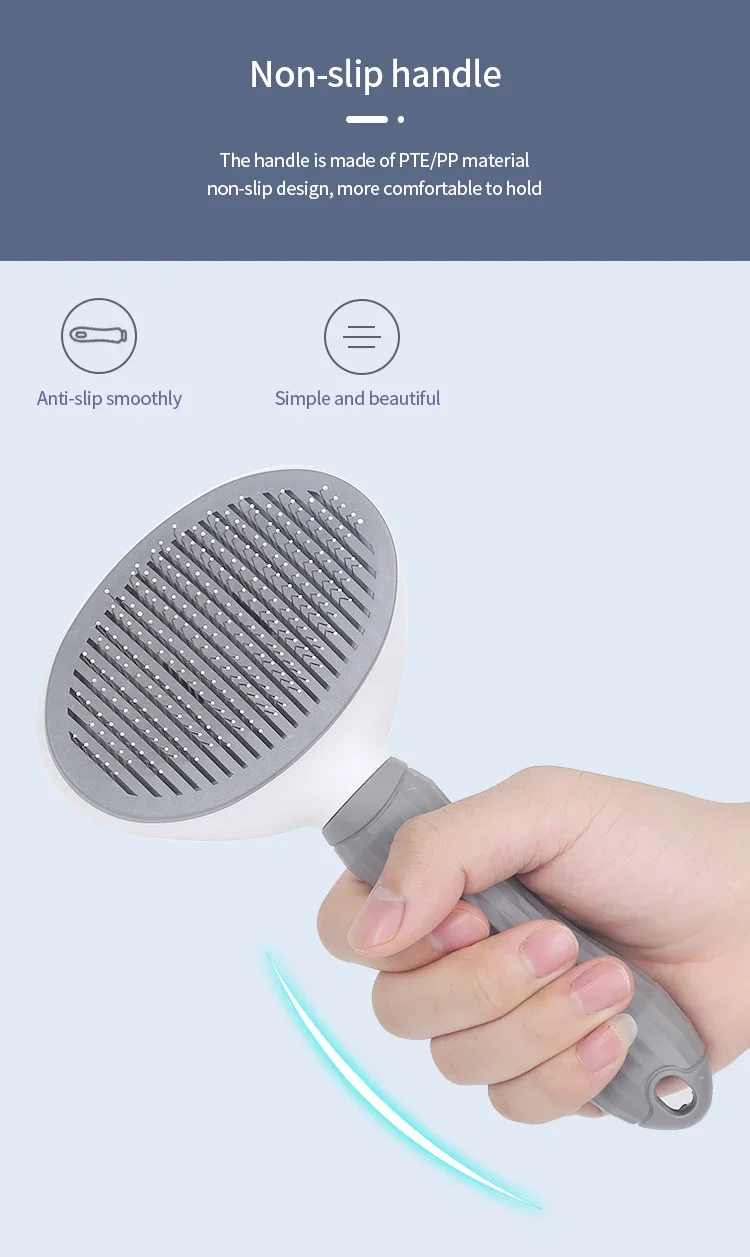 Non-slip handle
The handle is made of PTE/PP material
non-slip design, more comfortable to hold
Anti-slip smoothly
Simple and beautiful